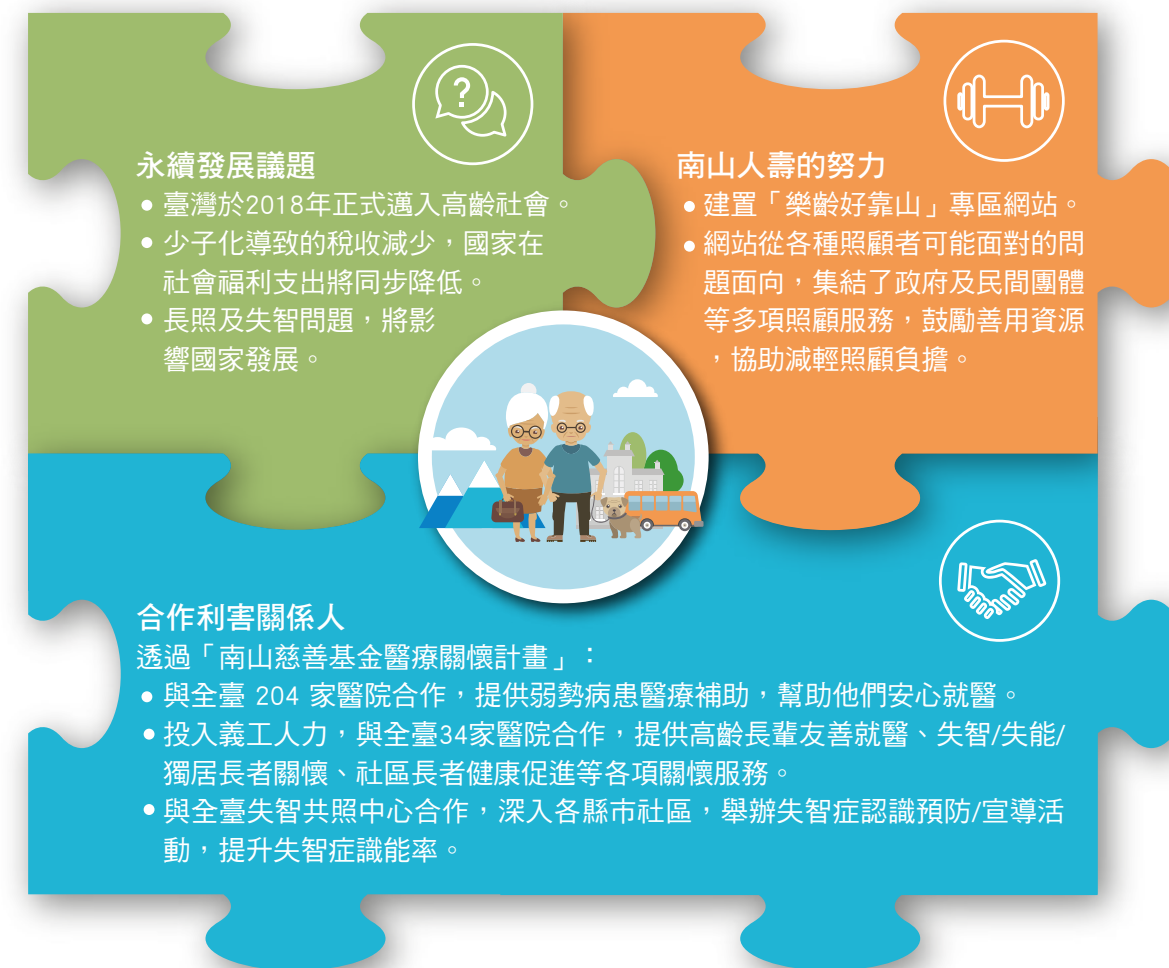 永續發展議題
• 臺灣於2018年正式邁入高齡社會。
• 少子化導致的稅收減少，國家在
社會福利支出將同步降低。
• 長照及失智問題，將影
響國家發展。
南山人壽的努力
• 建置「樂齡好靠山」專區網站。
• 網站從各種照顧者可能面對的問
題面向，集結了政府及民間團體
等多項照顧服務，鼓勵善用資源
，協助減輕照顧負擔。
合作利害關係人
透過「南山慈善基金醫療關懷計畫」：
• 與全臺 204 家醫院合作，提供弱勢病患醫療補助，幫助他們安心就醫。
• 投入義工人力，與全臺34家醫院合作，提供高齡長輩友善就醫、失智/失能/
獨居長者關懷、社區長者健康促進等各項關懷服務。
• 與全臺失智共照中心合作，深入各縣市社區，舉辦失智症認識預防/宣導活
動，提升失智症識能率。